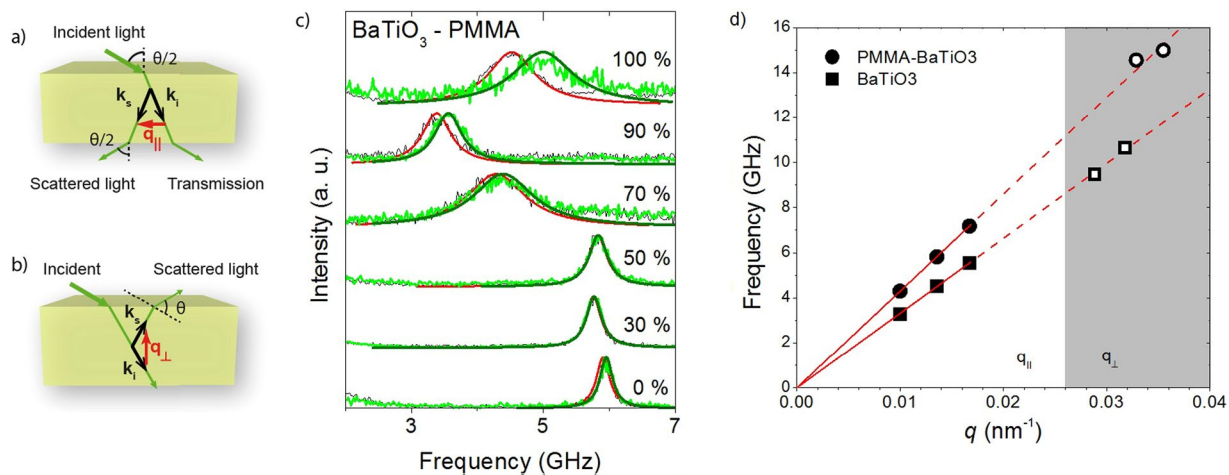 a)
Incident light
θ/2
k_s
k_i
q_||
θ/2
Scattered light
Transmission
b)
Incident
Scattered light
θ
k_s
q_⊥
k_i
c)
BaTiO₃ - PMMA
100 %
90 %
70 %
50 %
30 %
0 %
Intensity (a. u.)
3 5 7
Frequency (GHz)
d)
PMMA-BaTiO3
BaTiO3
Frequency (GHz)
16
14
12
10
8
6
4
2
0
q_|| q_⊥
0.00 0.01 0.02 0.03 0.04
q (nm⁻¹)